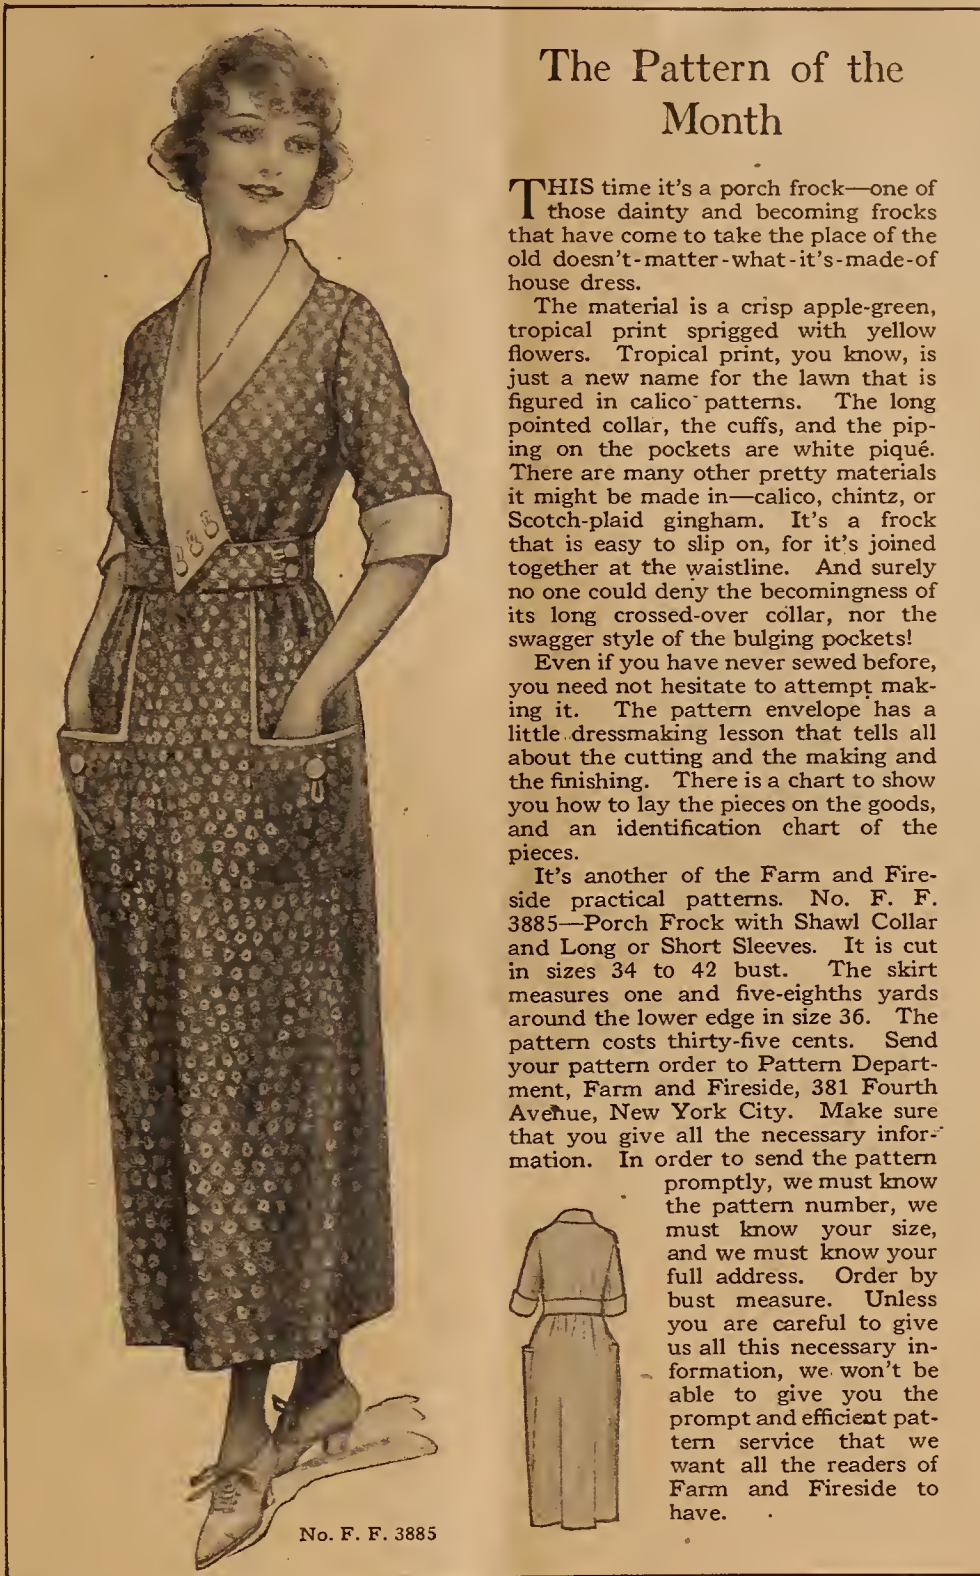 The Pattern of the
Month
THIS time it's a porch frock—one of
those dainty and becoming frocks
that have come to take the place of the
old doesn't-matter-what-it's-made-of
house dress.
The material is a crisp apple-green,
tropical print sprigged with yellow
flowers. Tropical print, you know, is
just a new name for the lawn that is
figured in calico patterns. The long
pointed collar, the cuffs, and the pip-
ing on the pockets are white piqué.
There are many other pretty materials
it might be made in—calico, chintz, or
Scotch-plaid gingham. It's a frock
that is easy to slip on, for it's joined
together at the waistline. And surely
no one could deny the becomingness of
its long crossed-over collar, nor the
swagger style of the bulging pockets!
Even if you have never sewed before,
you need not hesitate to attempt mak-
ing it. The pattern envelope has a
little dressmaking lesson that tells all
about the cutting and the making and
the finishing. There is a chart to show
you how to lay the pieces on the goods,
and an identification chart of the
pieces.
It's another of the Farm and Fire-
side practical patterns. No. F. F.
3885—Porch Frock with Shawl Collar
and Long or Short Sleeves. It is cut
in sizes 34 to 42 bust. The skirt
measures one and five-eighths yards
around the lower edge in size 36. The
pattern costs thirty-five cents. Send
your pattern order to Pattern Depart-
ment, Farm and Fireside, 381 Fourth
Avenue, New York City. Make sure
that you give all the necessary infor-
mation. In order to send the pattern
promptly, we must know
the pattern number, we
must know your size,
and we must know your
full address. Order by
bust measure. Unless
you are careful to give
us all this necessary in-
formation, we won't be
able to give you the
prompt and efficient pat-
tern service that we
want all the readers of
Farm and Fireside to
have.
No. F. F. 3885